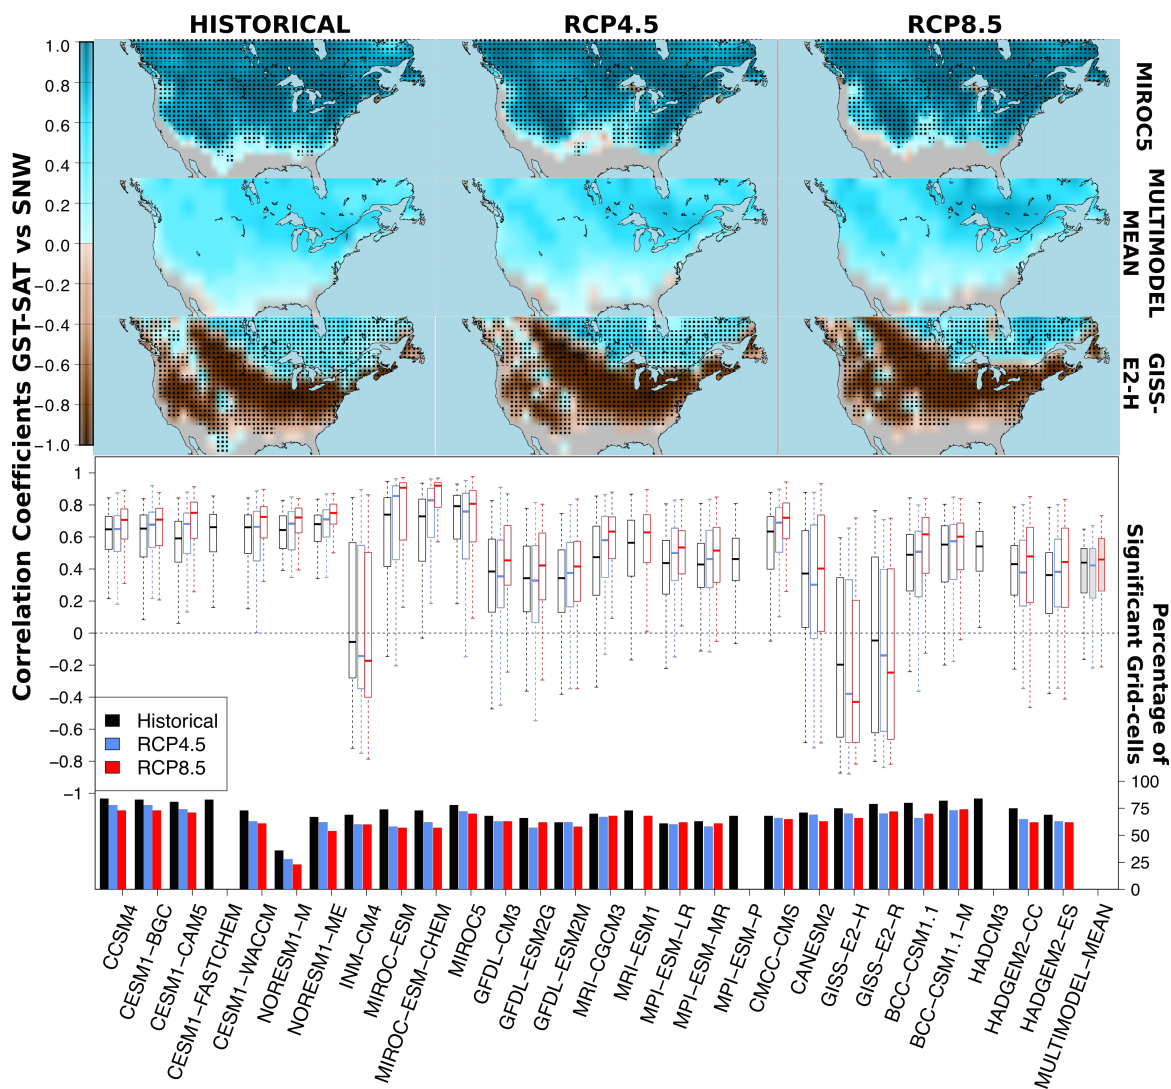 HISTORICAL RCP4.5 RCP8.5
Correlation Coefficients GST-SAT vs SNW
1.0
0.8
0.6
0.4
0.2
0.0
−0.2
−0.4
−0.6
−0.8
−1.0
MIROC5
MULTIMODEL
MEAN
GISS-
E2-H
1
0.8
0.6
0.4
0.2
0
−0.2
−0.4
−0.6
−0.8
−1
Historical
RCP4.5
RCP8.5
Percentage of
Significant Grid-cells
100
75
50
25
0
CCSM4
CESM1−BGC
CESM1−CAM5
CESM1−FASTCHEM
CESM1−WACCM
NORESM1−M
NORESM1−ME
INM−CM4
MIROC−ESM
MIROC−ESM−CHEM
MIROC5
GFDL−CM3
GFDL−ESM2G
GFDL−ESM2M
MRI−CGCM3
MRI−ESM1
MPI−ESM−LR
MPI−ESM−MR
MPI−ESM−P
CMCC−CMS
CANESM2
GISS−E2−H
GISS−E2−R
BCC−CSM1.1
BCC−CSM1.1−M
HADCM3
HADGEM2−CC
HADGEM2−ES
MULTIMODEL−MEAN